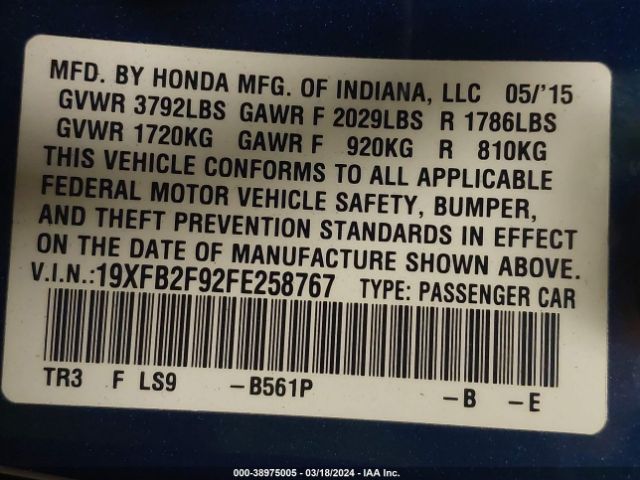 MFD. BY HONDA MFG. OF INDIANA, LLC 05/'15
GVWR 3792LBS GAWR F 2029LBS R 1786LBS
GVWR 1720KG GAWR F 920KG R 810KG
THIS VEHICLE CONFORMS TO ALL APPLICABLE
FEDERAL MOTOR VEHICLE SAFETY, BUMPER,
AND THEFT PREVENTION STANDARDS IN EFFECT
ON THE DATE OF MANUFACTURE SHOWN ABOVE.
V.I.N.:19XFB2F92FE258767 TYPE: PASSENGER CAR
TR3 F LS9 -B561P -B -E
000-38975005 - 03/18/2024 - IAA Inc.